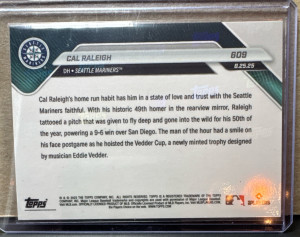 CAL RALEIGH
609
DH • SEATTLE MARINERS™
8.25.25
Cal Raleigh's home run habit has him in a state of love and trust with the Seattle
Mariners faithful. With his historic 49th homer in the rearview mirror, Raleigh
tattooed a pitch that was given to fly deep and gone into the wild for his 50th of
the year, powering a 9-6 win over San Diego. The man of the hour had a smile on
his face postgame as he hoisted the Vedder Cup, a newly minted trophy designed
by musician Eddie Vedder.
TOPPS